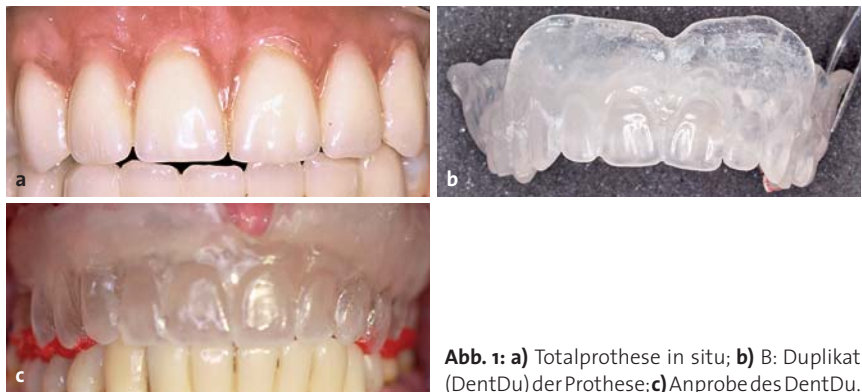 a
b
c
Abb. 1: a) Totalprothese in situ; b) B: Duplikat
(DentDu) der Prothese; c) Anprobe des DentDu.